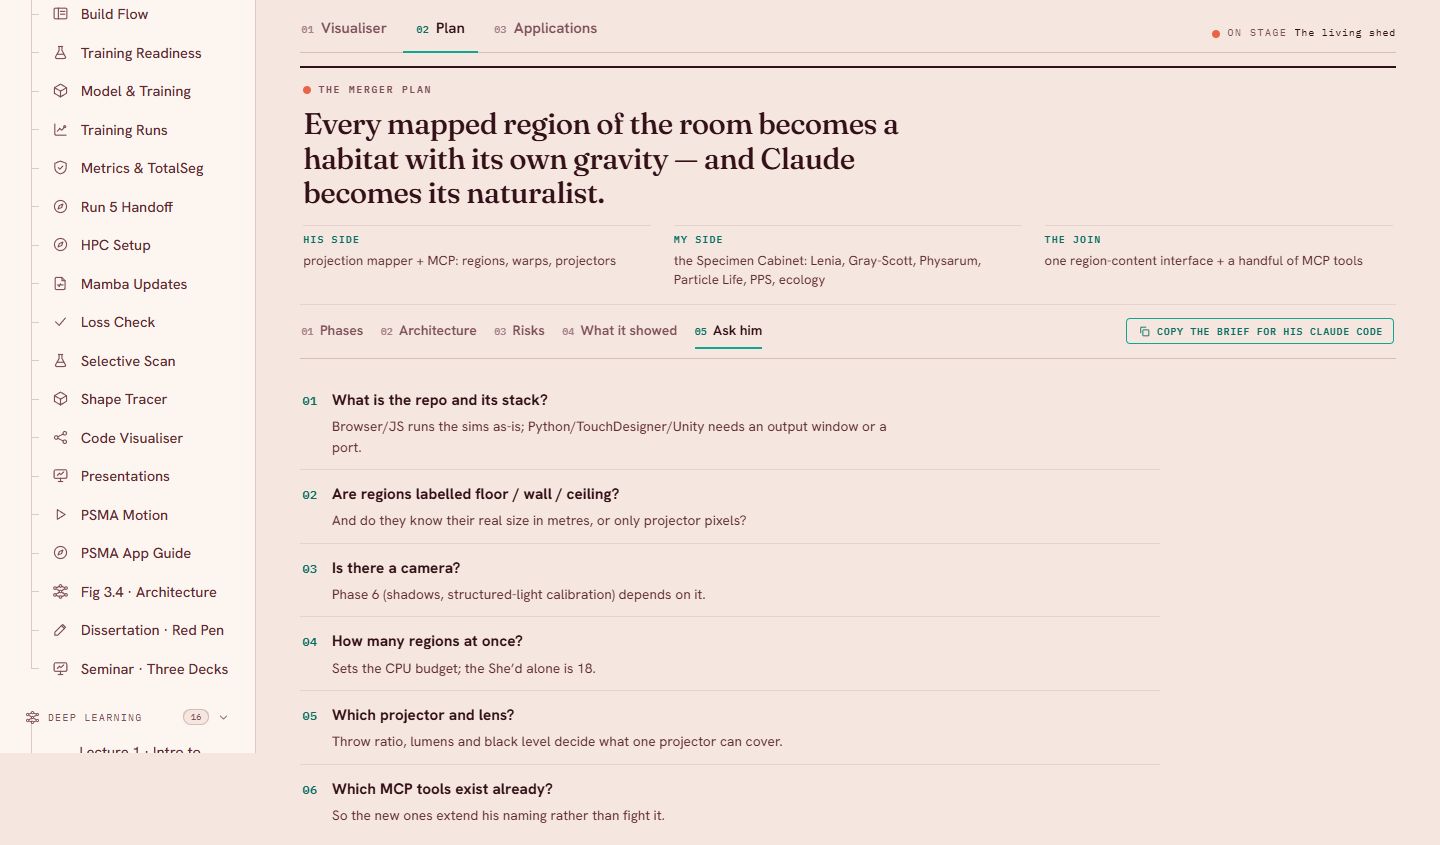 Build Flow
Training Readiness
Model & Training
Training Runs
Metrics & TotalSeg
Run 5 Handoff
HPC Setup
Mamba Updates
Loss Check
Selective Scan
Shape Tracer
Code Visualiser
Presentations
PSMA Motion
PSMA App Guide
Fig 3.4 · Architecture
Dissertation · Red Pen
Seminar · Three Decks
DEEP LEARNING 16
Lecture 1 · Intro to
01 Visualiser 02 Plan 03 Applications
ON STAGE The living shed
THE MERGER PLAN
Every mapped region of the room becomes a
habitat with its own gravity — and Claude
becomes its naturalist.
HIS SIDE
projection mapper + MCP: regions, warps, projectors
MY SIDE
the Specimen Cabinet: Lenia, Gray-Scott, Physarum,
Particle Life, PPS, ecology
THE JOIN
one region-content interface + a handful of MCP tools
01 Phases 02 Architecture 03 Risks 04 What it showed 05 Ask him
COPY THE BRIEF FOR HIS CLAUDE CODE
01 What is the repo and its stack?
Browser/JS runs the sims as-is; Python/TouchDesigner/Unity needs an output window or a
port.
02 Are regions labelled floor / wall / ceiling?
And do they know their real size in metres, or only projector pixels?
03 Is there a camera?
Phase 6 (shadows, structured-light calibration) depends on it.
04 How many regions at once?
Sets the CPU budget; the She’d alone is 18.
05 Which projector and lens?
Throw ratio, lumens and black level decide what one projector can cover.
06 Which MCP tools exist already?
So the new ones extend his naming rather than fight it.